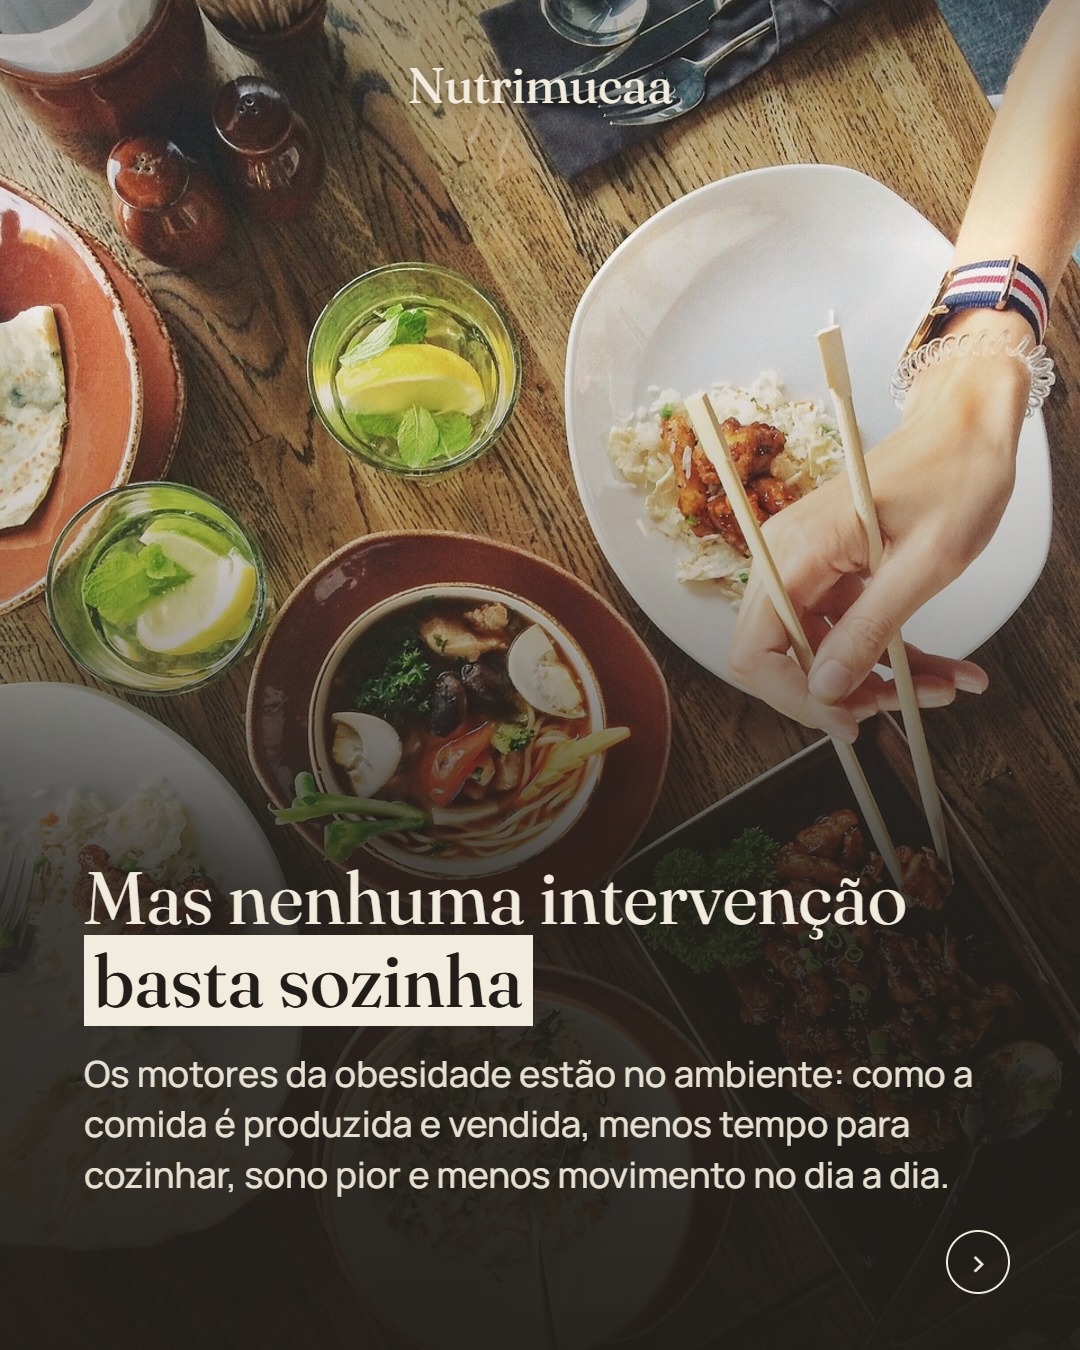 Nutrimucaa
Mas nenhuma intervenção
basta sozinha
Os motores da obesidade estão no ambiente: como a
comida é produzida e vendida, menos tempo para
cozinhar, sono pior e menos movimento no dia a dia.